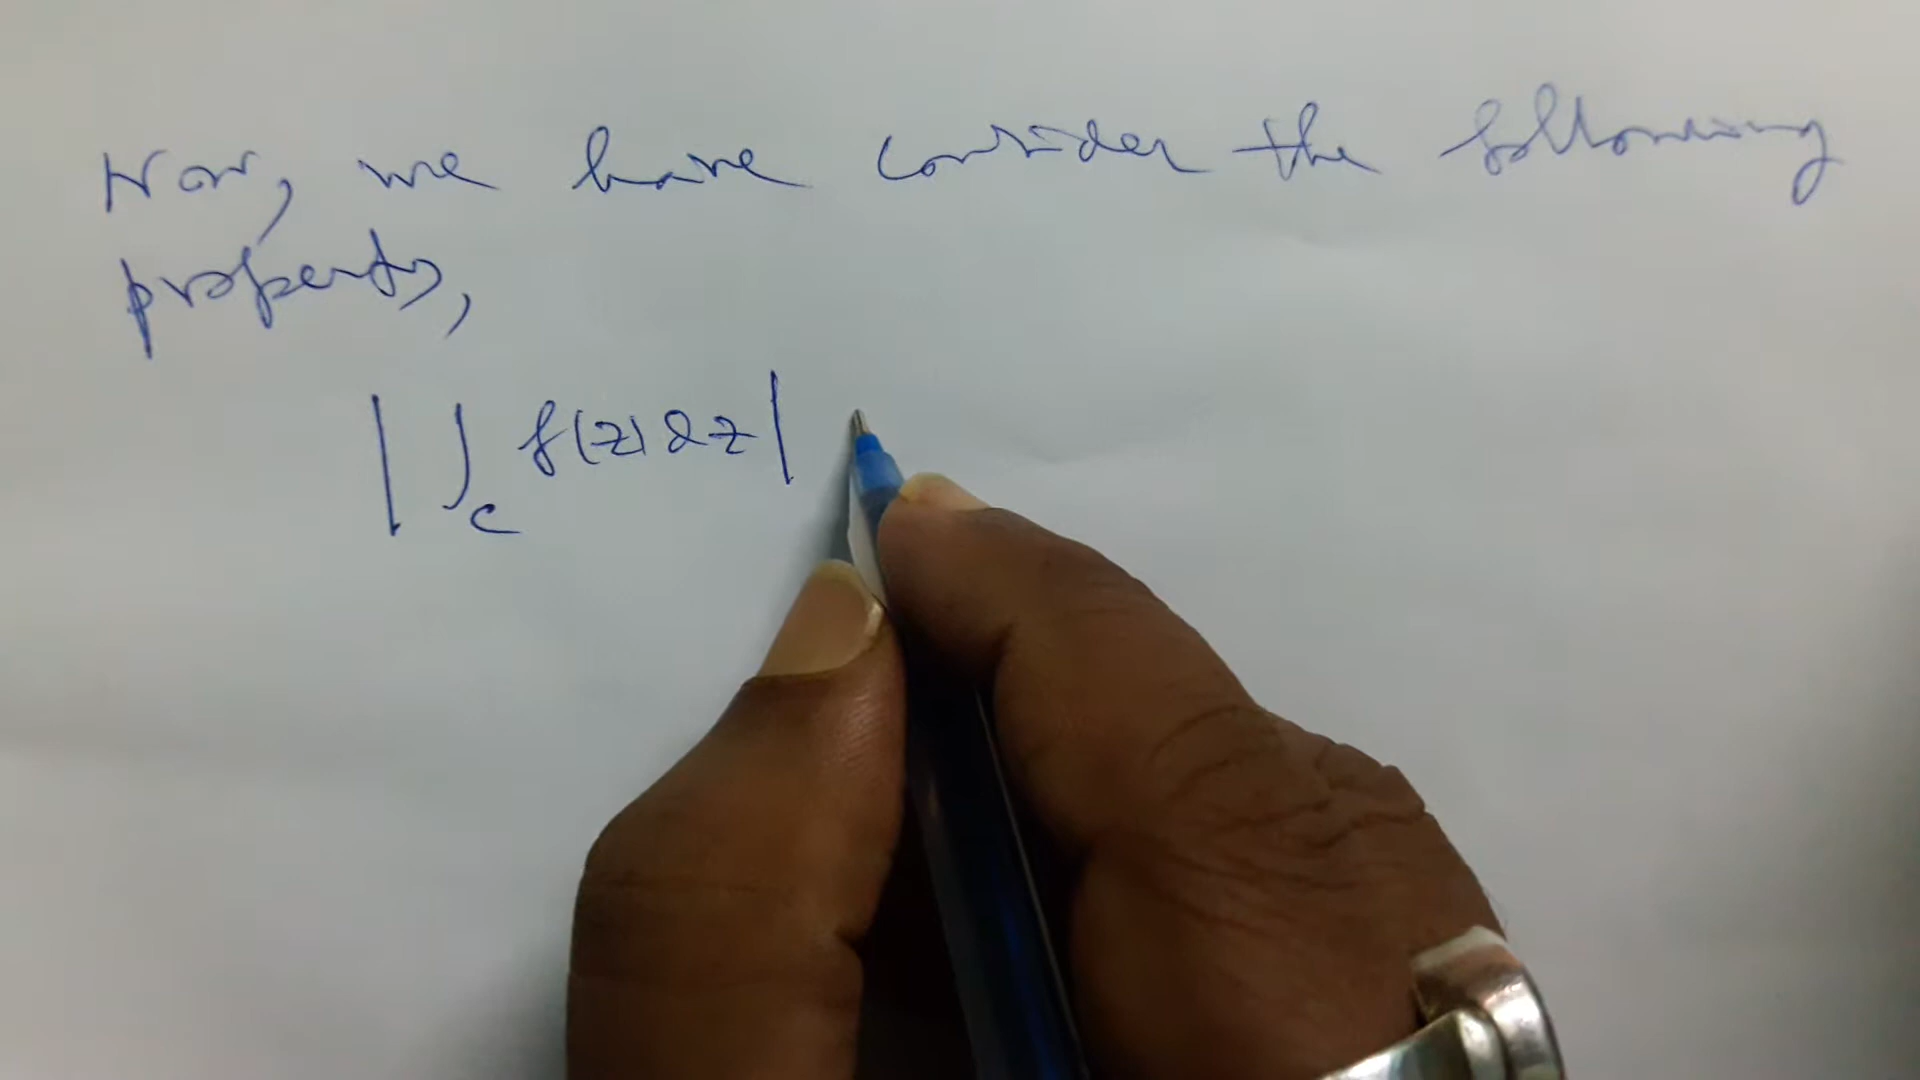 Now, we have consider the following
property,
| ∫_c f(z) dz |